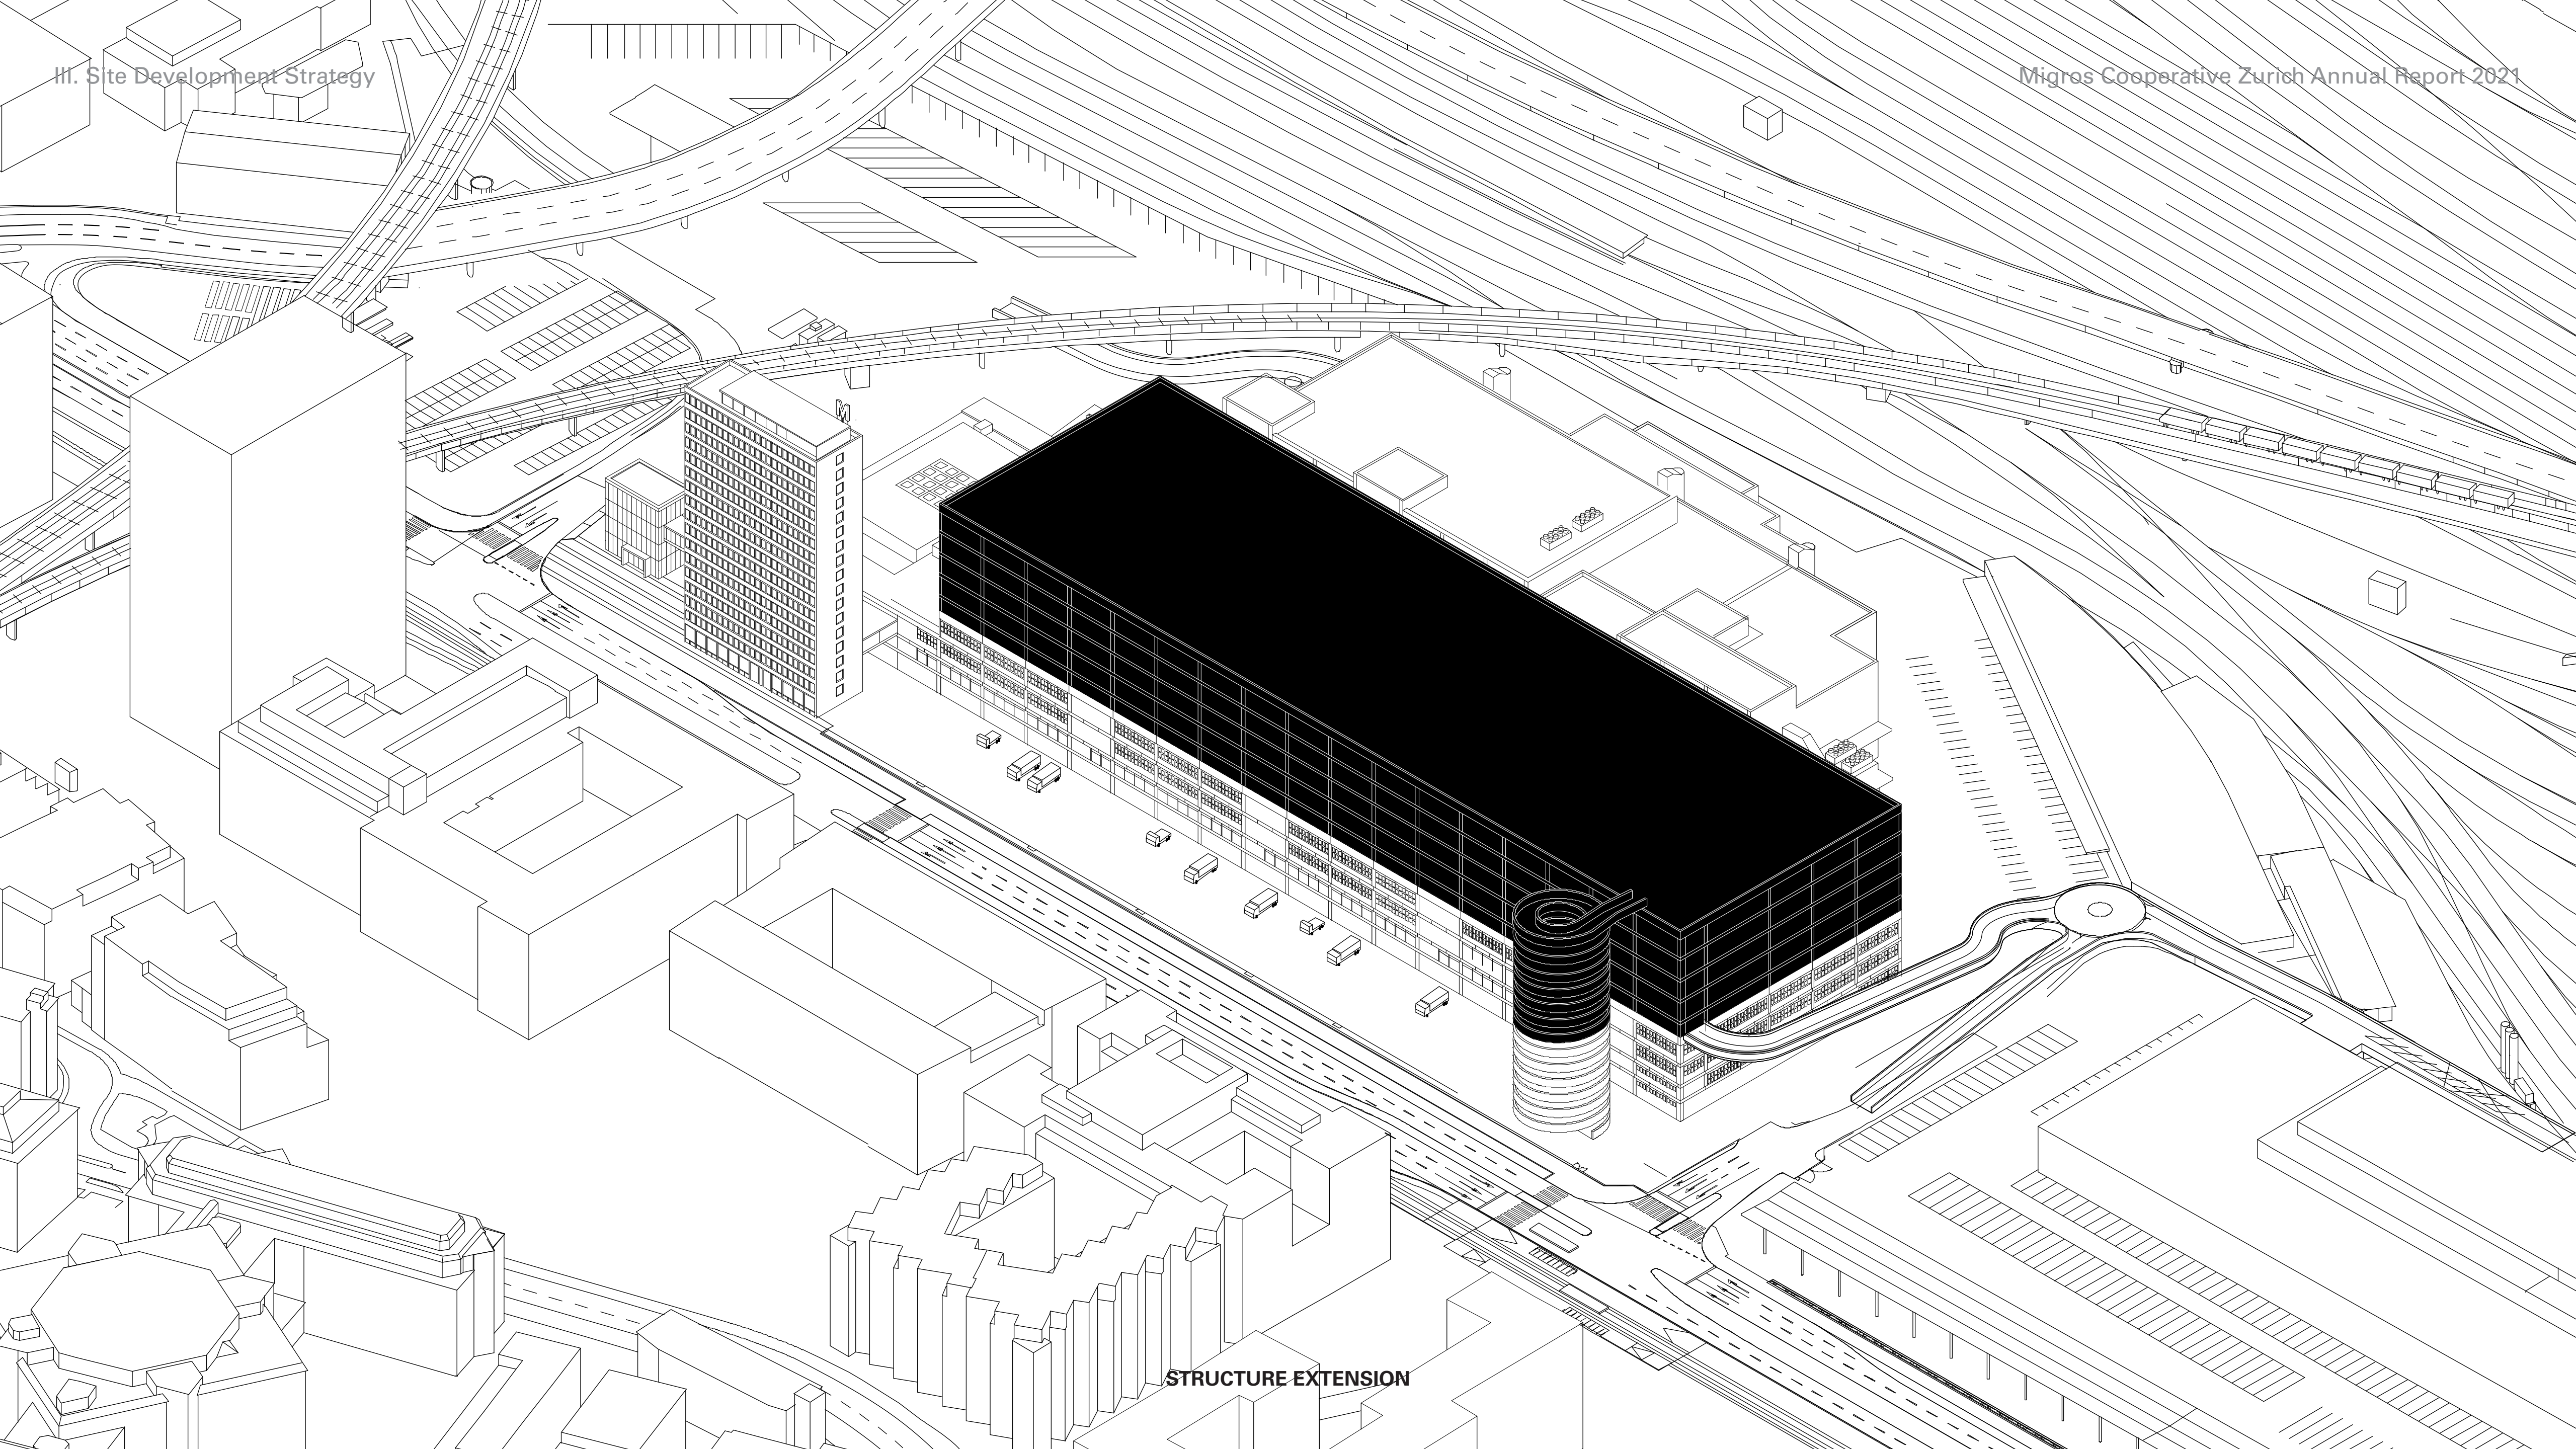 III. Site Development Strategy
Migros Cooperative Zurich Annual Report 2021
M
STRUCTURE EXTENSION